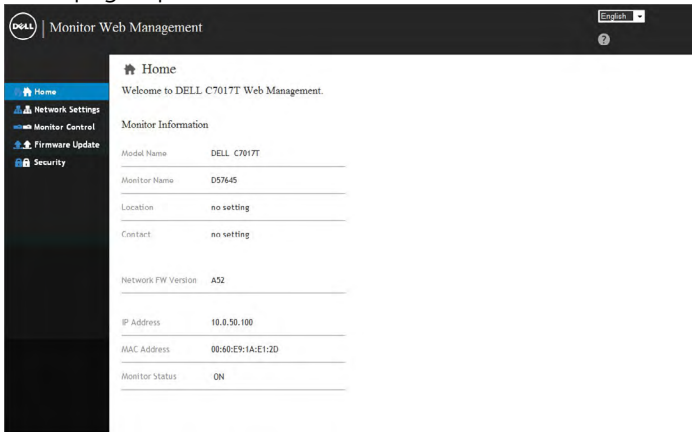 DELL | Monitor Web Management
English
?
Home
Network Settings
Monitor Control
Firmware Update
Security
Home
Welcome to DELL C7017T Web Management.
Monitor Information
Model Name DELL C7017T
Monitor Name D57645
Location no setting
Contact no setting
Network FW Version A52
IP Address 10.0.50.100
MAC Address 00:60:E9:1A:E1:2D
Monitor Status ON